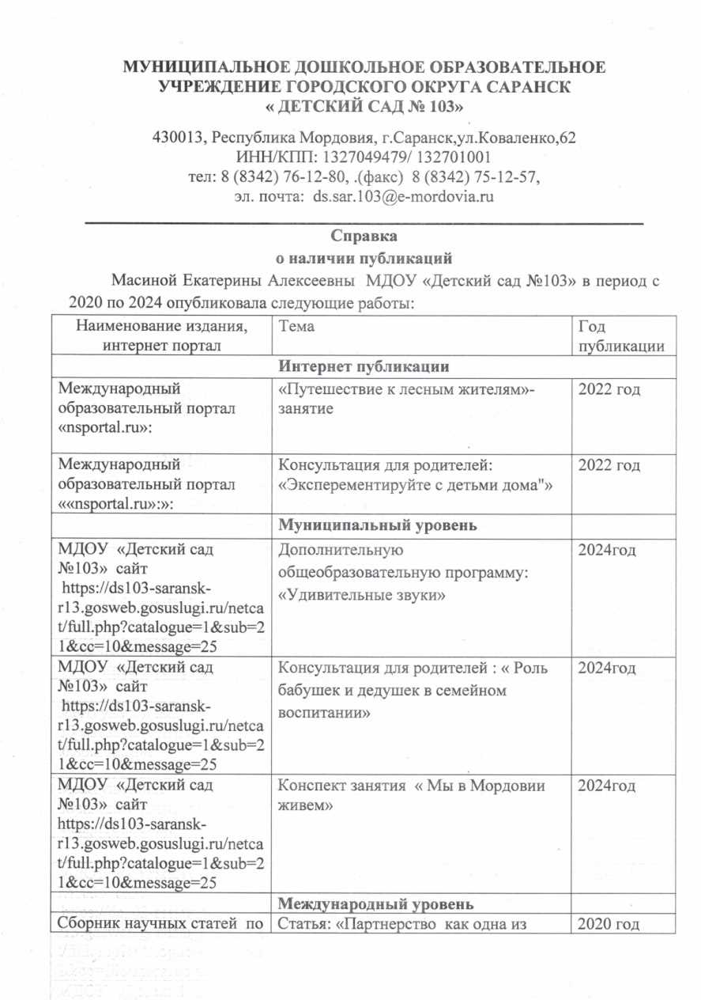 МУНИЦИПАЛЬНОЕ ДОШКОЛЬНОЕ ОБРАЗОВАТЕЛЬНОЕ
УЧРЕЖДЕНИЕ ГОРОДСКОГО ОКРУГА САРАНСК
« ДЕТСКИЙ САД № 103»
430013, Республика Мордовия, г.Саранск,ул.Коваленко,62
ИНН/КПП: 1327049479/ 132701001
тел: 8 (8342) 76-12-80, .(факс) 8 (8342) 75-12-57,
эл. почта: ds.sar.103@e-mordovia.ru
Справка
о наличии публикаций
Масиной Екатерины Алексеевны МДОУ «Детский сад №103» в период с
2020 по 2024 опубликовала следующие работы:
Наименование издания,
интернет портал
Тема
Год
публикации
Интернет публикации
Международный
образовательный портал
«nsportal.ru»:
«Путешествие к лесным жителям»-
занятие
2022 год
Международный
образовательный портал
««nsportal.ru»:»:
Консультация для родителей:
«Эксперементируйте с детьми дома"»
2022 год
Муниципальный уровень
МДОУ «Детский сад
№103» сайт
https://ds103-saransk-
r13.gosweb.gosuslugi.ru/netca
t/full.php?catalogue=1&sub=2
1&cc=10&message=25
Дополнительную
общеобразовательную программу:
«Удивительные звуки»
2024год
МДОУ «Детский сад
№103» сайт
https://ds103-saransk-
r13.gosweb.gosuslugi.ru/netca
t/full.php?catalogue=1&sub=2
1&cc=10&message=25
Консультация для родителей : « Роль
бабушек и дедушек в семейном
воспитании»
2024год
МДОУ «Детский сад
№103» сайт
https://ds103-saransk-
r13.gosweb.gosuslugi.ru/netca
t/full.php?catalogue=1&sub=2
1&cc=10&message=25
Конспект занятия « Мы в Мордовии
живем»
2024год
Международный уровень
Сборник научных статей по
Статья: «Партнерство как одна из
2020 год